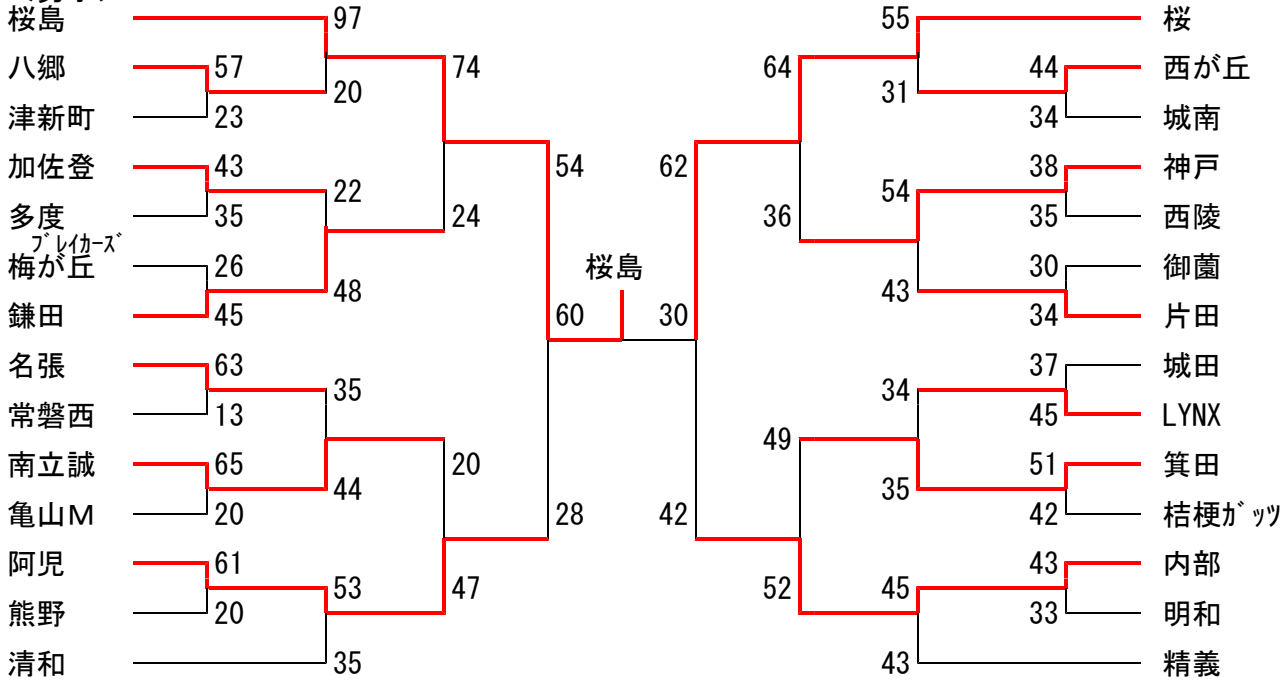 桜島 97 55 桜
八郷 57 74 64 44 西が丘
20 31
津新町 23 34 城南
加佐登 43 54 62 38 神戸
22 54
多度 35 24 36 35 西陵
ブレイカーズ
梅が丘 26 桜島 30 御薗
48 43
鎌田 45 60 30 34 片田
名張 63 37 城田
35 34
常磐西 13 45 LYNX
南立誠 65 20 49 51 箕田
44 35
亀山M 20 28 42 42 桔梗ガッツ
阿児 61 43 内部
53 47 52 45
熊野 20 33 明和
清和 35 43 精義